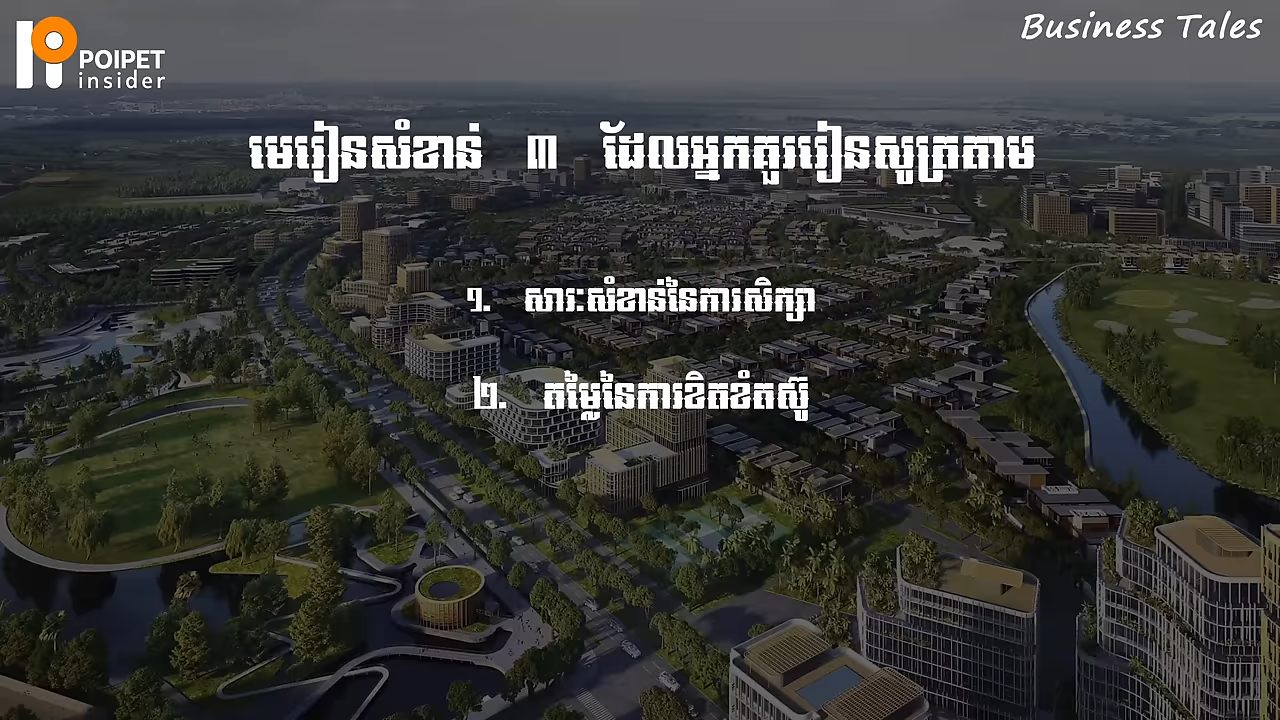 Business Tales
POIPET
insider
មេរៀនសំខាន់ ៣ ដែលអ្នកគួររៀនសូត្រតាម
១. សារៈសំខាន់នៃការសិក្សា
២. តម្លៃនៃការខិតខំតស៊ូ